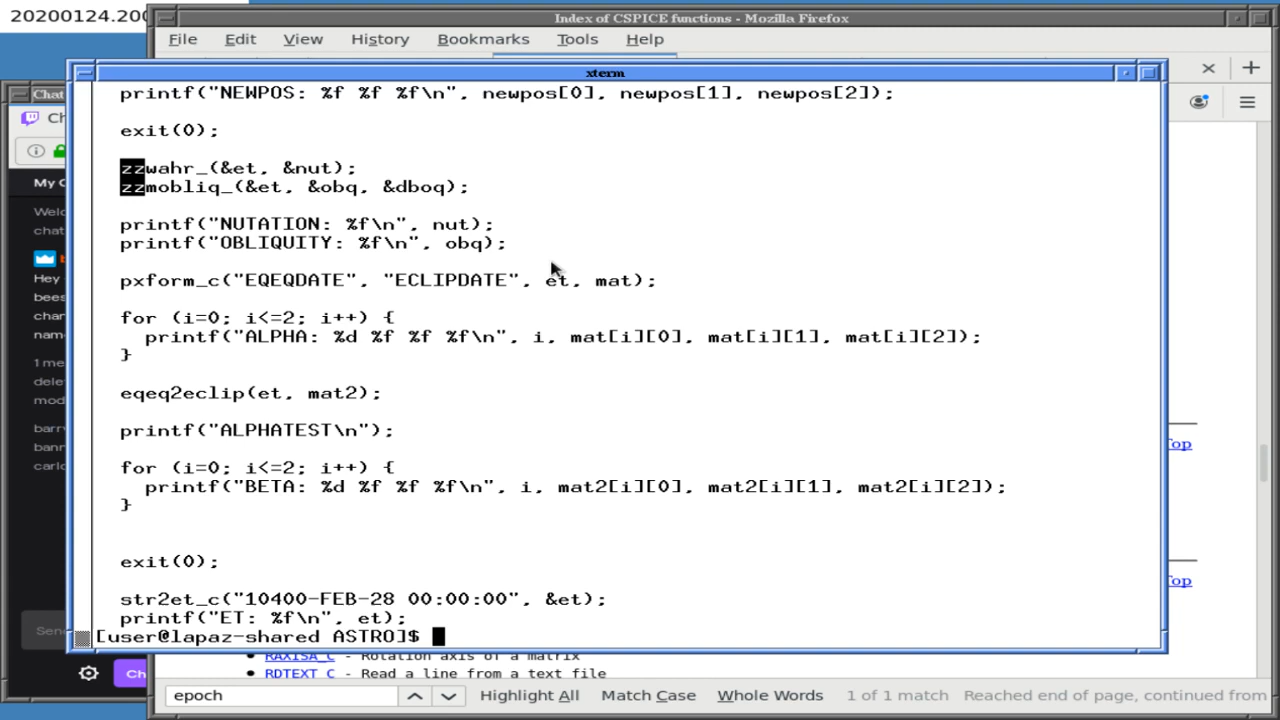 20200124.200
Index of CSPICE functions - Mozilla Firefox
File Edit View History Bookmarks Tools Help
Chat
xterm
printf("NEWPOS: %f %f %f\n", newpos[0], newpos[1], newpos[2]);
exit(0);
zzwahr_(&et, &nut);
zzmobliq_(&et, &obq, &dboq);
printf("NUTATION: %f\n", nut);
printf("OBLIQUITY: %f\n", obq);
pxform_c("EQEQDATE", "ECLIPDATE", et, mat);
for (i=0; i<=2; i++) {
printf("ALPHA: %d %f %f %f\n", i, mat[i][0], mat[i][1], mat[i][2]);
}
eqeq2eclip(et, mat2);
printf("ALPHATEST\n");
for (i=0; i<=2; i++) {
printf("BETA: %d %f %f %f\n", i, mat2[i][0], mat2[i][1], mat2[i][2]);
}
exit(0);
str2et_c("10400-FEB-28 00:00:00", &et);
printf("ET: %f\n", et);
[user@lapaz-shared ASTRO]$
Ch
My C
Welc
chat
Hey
bees
char
name
1 me
dele
mod
barr
bann
carlo
Sen
Ch
Top
Top
RAXISA_C - Rotation axis of a matrix
RDTEXT_C - Read a line from a text file
epoch Highlight All Match Case Whole Words 1 of 1 match Reached end of page, continued from